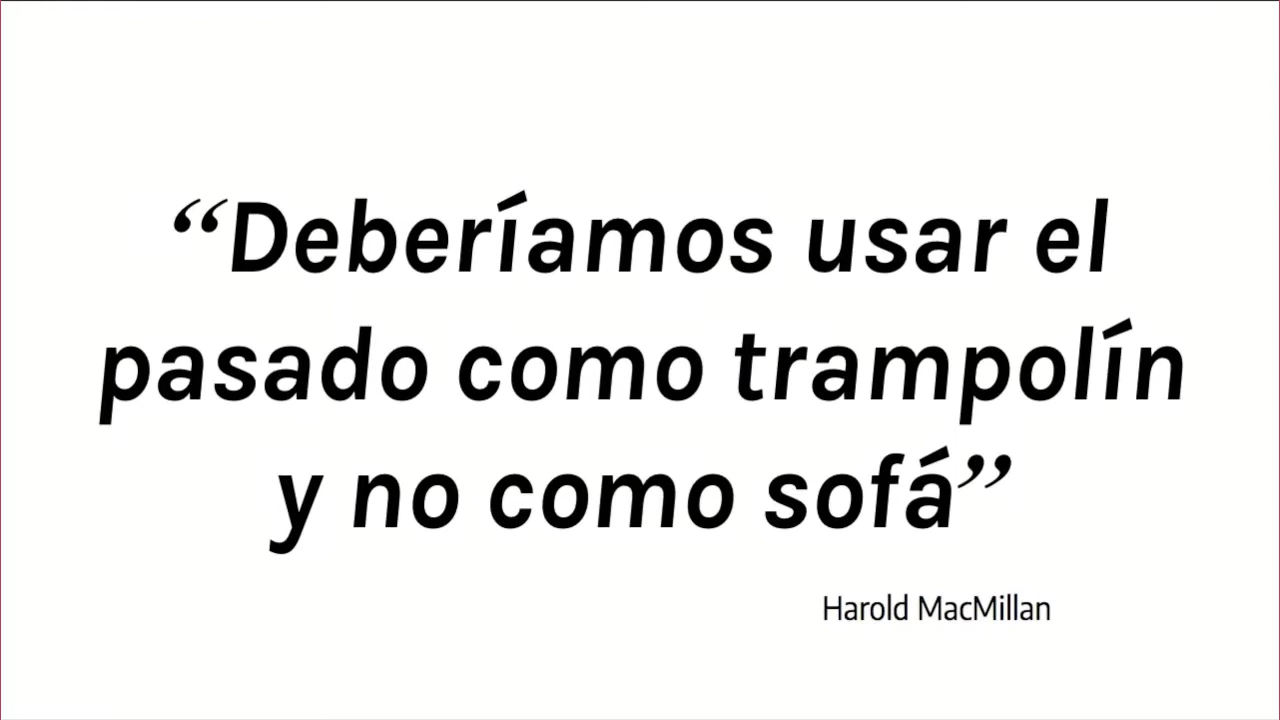 “Deberíamos usar el
pasado como trampolín
y no como sofá”
Harold MacMillan